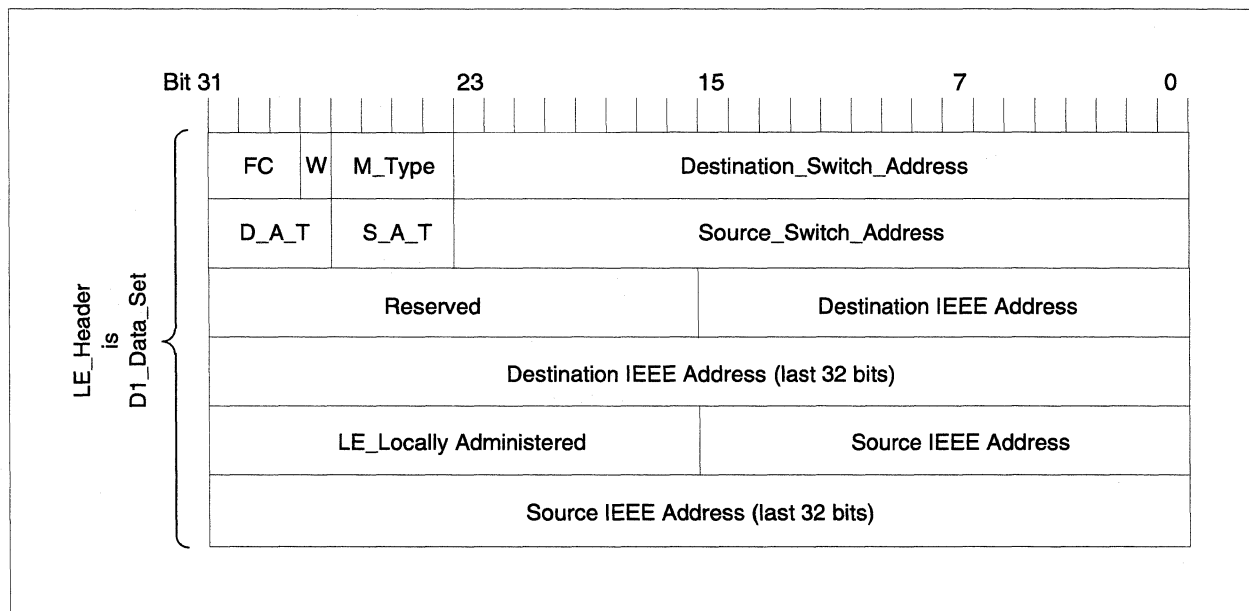 Bit 31 23 15 7 0
FC W M_Type Destination_Switch_Address
D_A_T S_A_T Source_Switch_Address
Reserved Destination IEEE Address
Destination IEEE Address (last 32 bits)
LE_Locally Administered Source IEEE Address
Source IEEE Address (last 32 bits)
LE_Header
is
D1_Data_Set